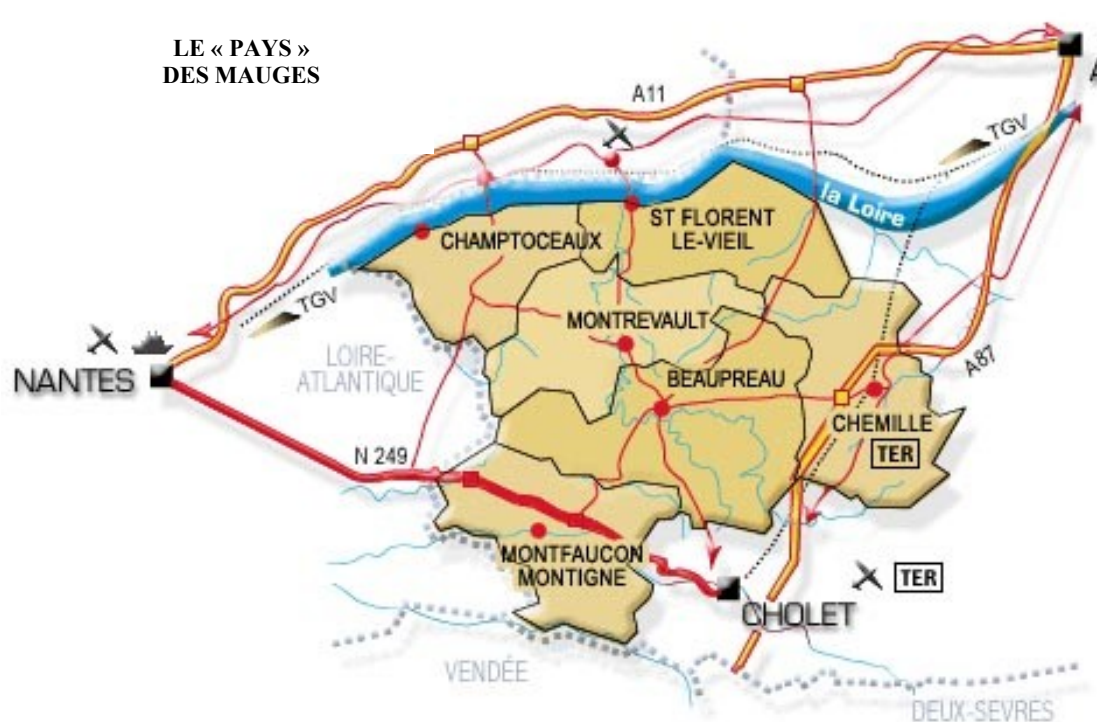 LE « PAYS »
DES MAUGES
A
A11
TGV
la Loire
ST FLORENT
LE-VIEIL
CHAMPTOCEAUX
TGV
MONTREVAULT
LOIRE-
ATLANTIQUE
NANTES
BEAUPREAU
A87
CHEMILLE
TER
N 249
MONTFAUCON
MONTIGNE
TER
CHOLET
VENDÉE
DEUX-SEVRES